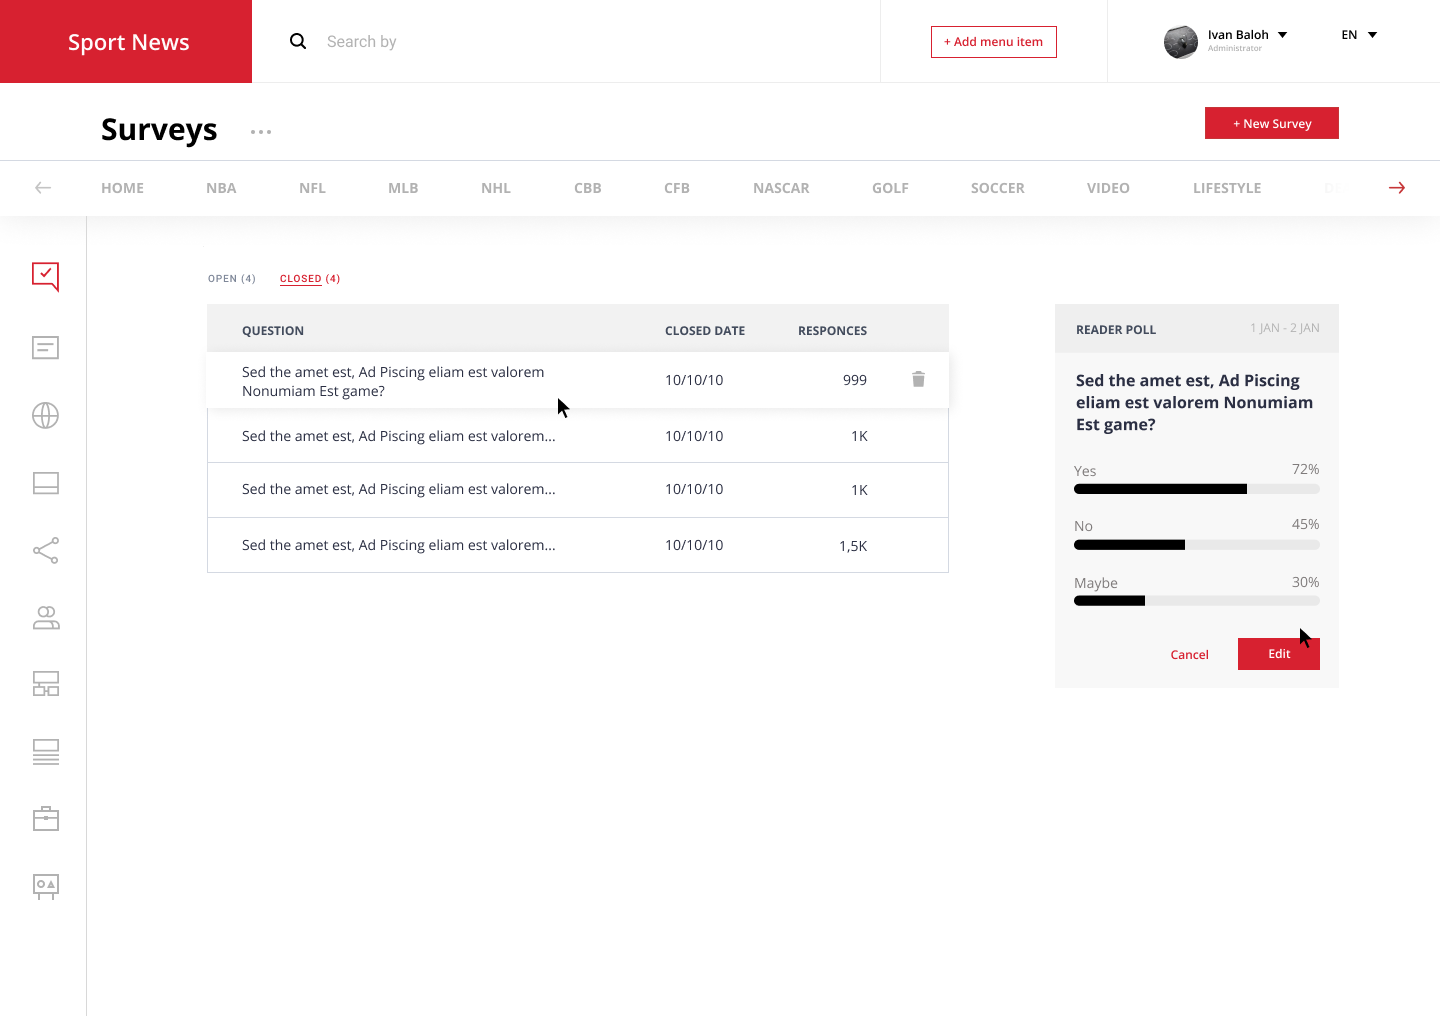 Sport News
Search by
+ Add menu item
Ivan Baloh
Administrator
EN
Surveys
+ New Survey
HOME NBA NFL MLB NHL CBB CFB NASCAR GOLF SOCCER VIDEO LIFESTYLE
OPEN (4) CLOSED (4)
QUESTION CLOSED DATE RESPONCES
Sed the amet est, Ad Piscing eliam est valorem
Nonumiam Est game?
10/10/10 999
Sed the amet est, Ad Piscing eliam est valorem... 10/10/10 1K
Sed the amet est, Ad Piscing eliam est valorem... 10/10/10 1K
Sed the amet est, Ad Piscing eliam est valorem... 10/10/10 1,5K
READER POLL 1 JAN - 2 JAN
Sed the amet est, Ad Piscing
eliam est valorem Nonumiam
Est game?
Yes 72%
No 45%
Maybe 30%
Cancel Edit